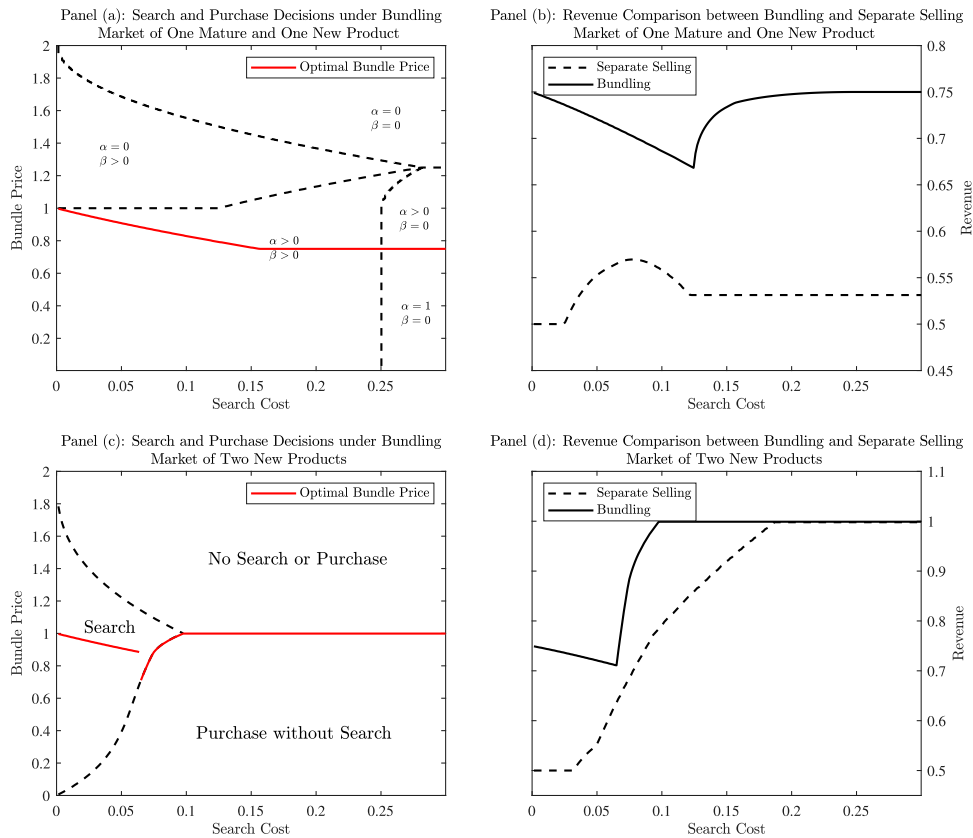 Panel (a): Search and Purchase Decisions under Bundling
Market of One Mature and One New Product
2
1.8
1.6
1.4
1.2
1
0.8
0.6
0.4
0.2
Bundle Price
Optimal Bundle Price
α = 0
β = 0
α = 0
β > 0
α > 0
β = 0
α > 0
β > 0
α = 1
β = 0
0
0.05
0.1
0.15
0.2
0.25
Search Cost
Panel (b): Revenue Comparison between Bundling and Separate Selling
Market of One Mature and One New Product
Separate Selling
Bundling
0.8
0.75
0.7
0.65
0.6
0.55
0.5
0.45
Revenue
0
0.05
0.1
0.15
0.2
0.25
Search Cost
Panel (c): Search and Purchase Decisions under Bundling
Market of Two New Products
2
1.8
1.6
1.4
1.2
1
0.8
0.6
0.4
0.2
0
Bundle Price
Optimal Bundle Price
No Search or Purchase
Search
Purchase without Search
0
0.05
0.1
0.15
0.2
0.25
Search Cost
Panel (d): Revenue Comparison between Bundling and Separate Selling
Market of Two New Products
Separate Selling
Bundling
1.1
1
0.9
0.8
0.7
0.6
0.5
Revenue
0
0.05
0.1
0.15
0.2
0.25
Search Cost